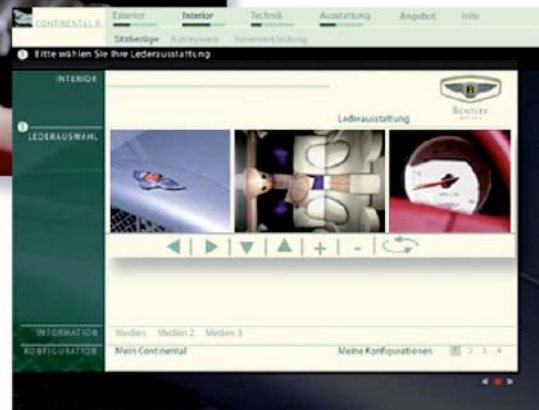 CONTINENTAL R.
Exterior Interior Technik Ausstattung Angebot Hilfe
Sitzbezüge
Bitte wählen Sie Ihre Lederausstattung
INTERIOR
BENTLEY
Lederausstattung
LEDERAUSWAHL
+ | -
INFORMATION Medien Medien 2 Medien 3
KONFIGURATION Mein Continental Meine Konfigurationen 1 2 3 4